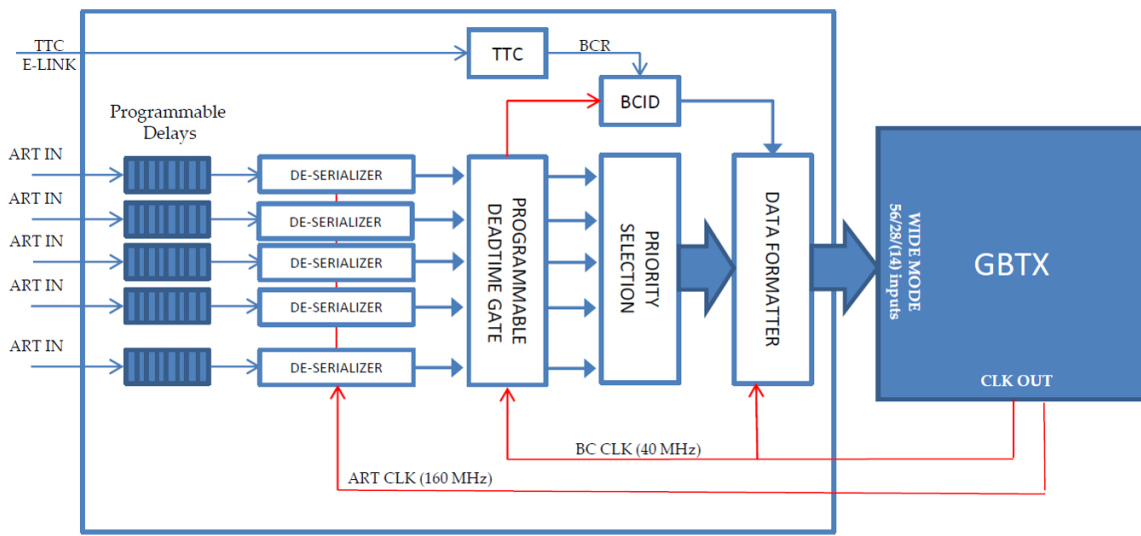 TTC
E-LINK
TTC
BCR
BCID
Programmable
Delays
ART IN
ART IN
ART IN
ART IN
ART IN
DE-SERIALIZER
DE-SERIALIZER
DE-SERIALIZER
DE-SERIALIZER
DE-SERIALIZER
PROGRAMMABLE
DEADTIME GATE
PRIORITY
SELECTION
DATA FORMATTER
WIDE MODE
56/28/(14) inputs
GBTX
CLK OUT
BC CLK (40 MHz)
ART CLK (160 MHz)